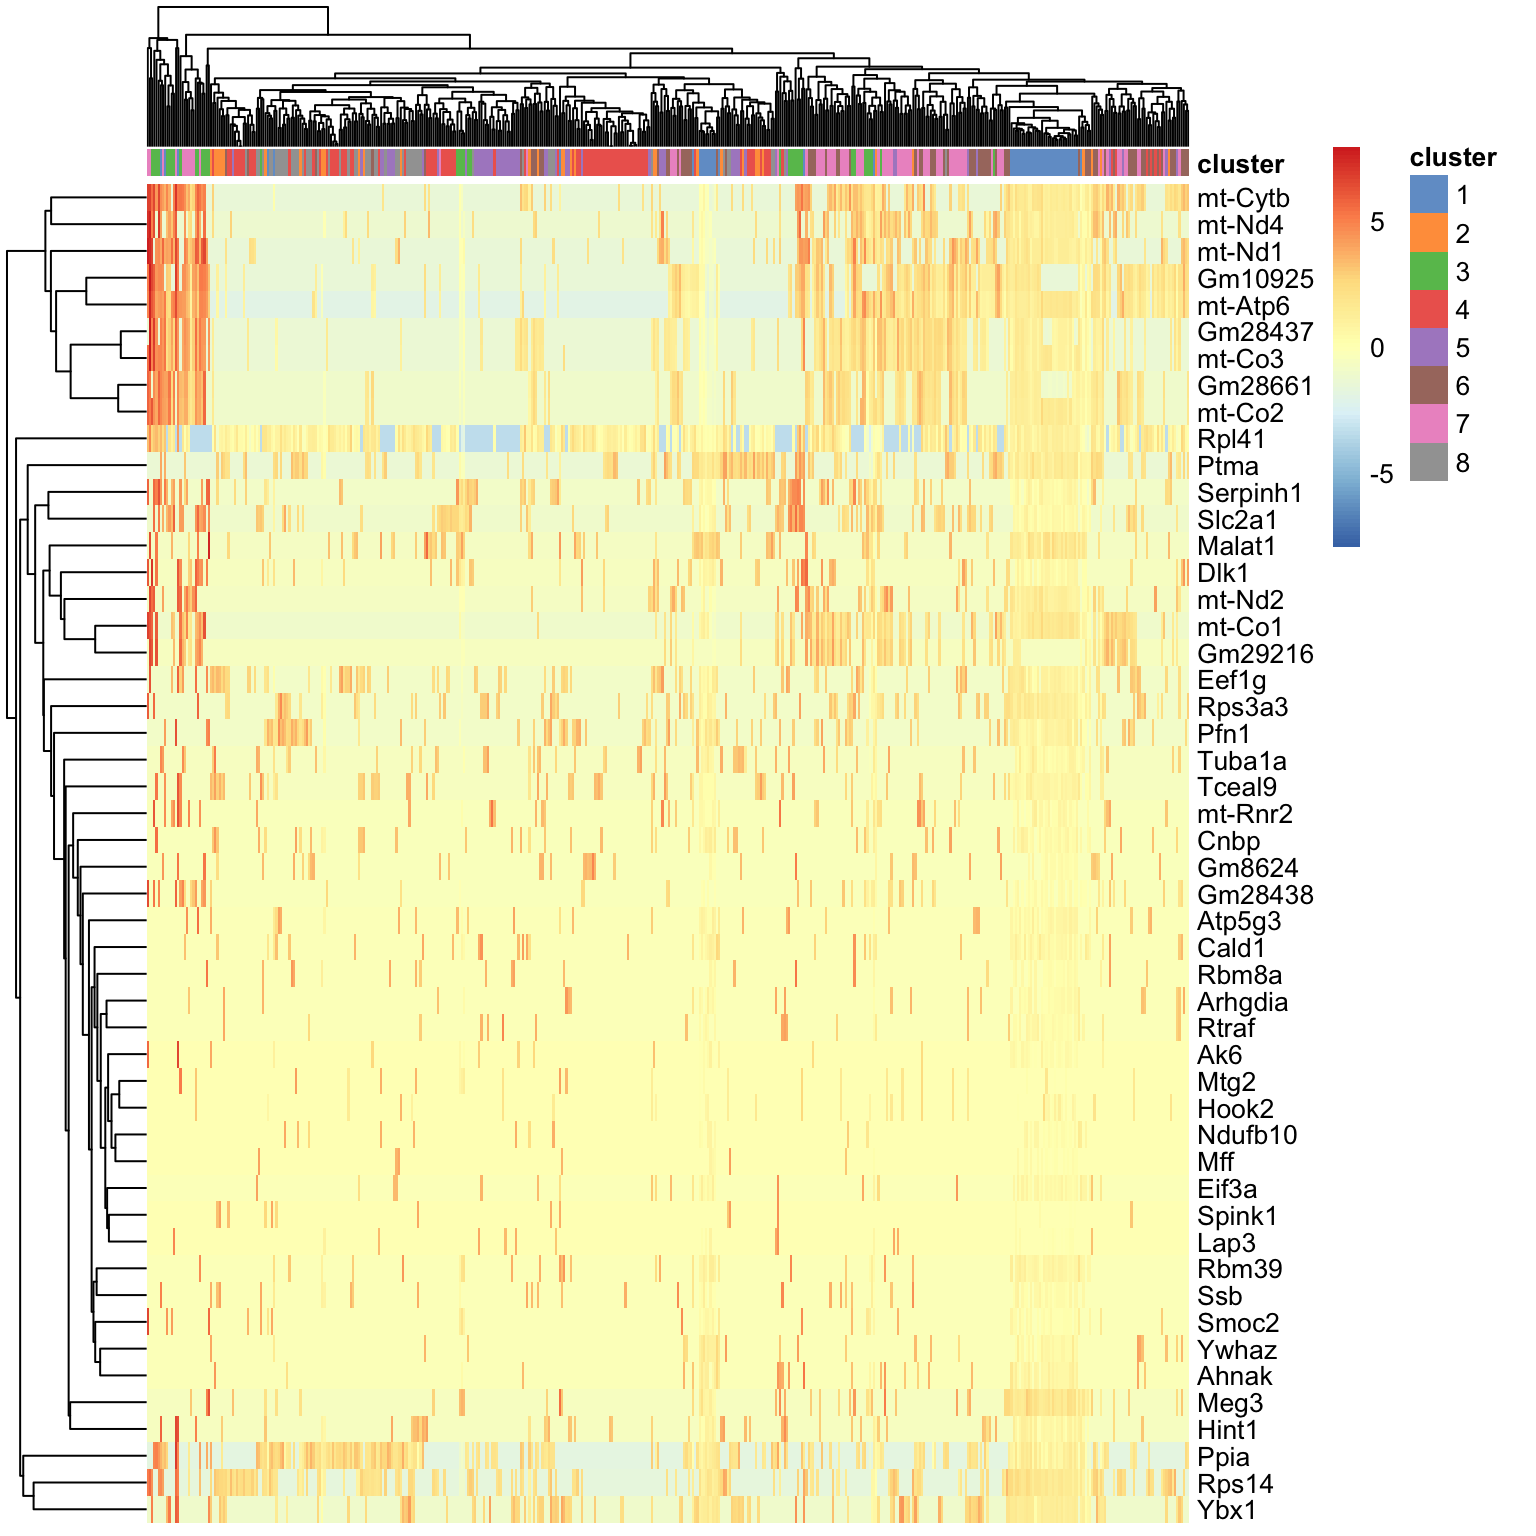 cluster
mt-Cytb
mt-Nd4
mt-Nd1
Gm10925
mt-Atp6
Gm28437
mt-Co3
Gm28661
mt-Co2
Rpl41
Ptma
Serpinh1
Slc2a1
Malat1
Dlk1
mt-Nd2
mt-Co1
Gm29216
Eef1g
Rps3a3
Pfn1
Tuba1a
Tceal9
mt-Rnr2
Cnbp
Gm8624
Gm28438
Atp5g3
Cald1
Rbm8a
Arhgdia
Rtraf
Ak6
Mtg2
Hook2
Ndufb10
Mff
Eif3a
Spink1
Lap3
Rbm39
Ssb
Smoc2
Ywhaz
Ahnak
Meg3
Hint1
Ppia
Rps14
Ybx1
5
0
-5
cluster
1
2
3
4
5
6
7
8